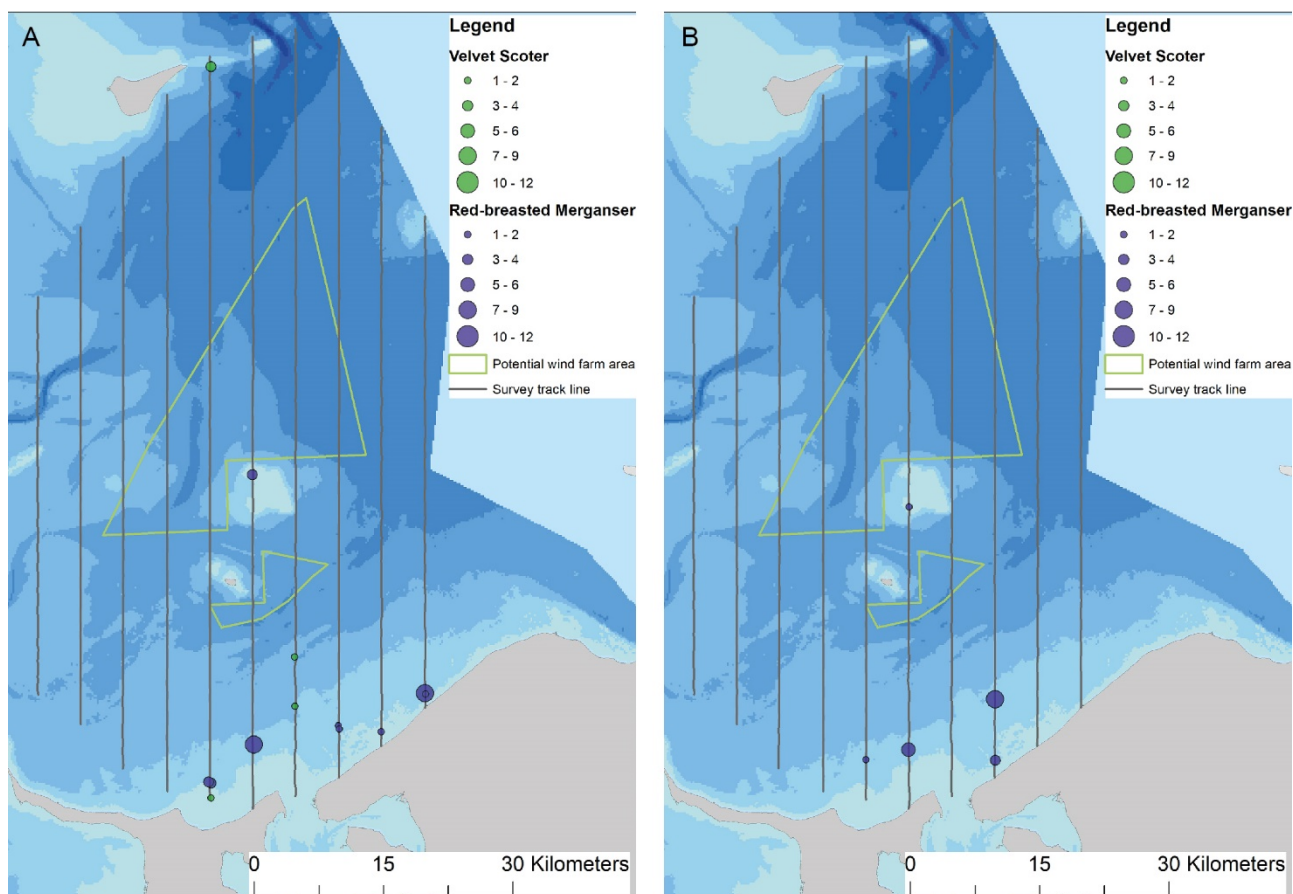 A
Legend
Velvet Scoter
1 - 2
3 - 4
5 - 6
7 - 9
10 - 12
Red-breasted Merganser
1 - 2
3 - 4
5 - 6
7 - 9
10 - 12
Potential wind farm area
Survey track line
0 15 30 Kilometers
B
Legend
Velvet Scoter
1 - 2
3 - 4
5 - 6
7 - 9
10 - 12
Red-breasted Merganser
1 - 2
3 - 4
5 - 6
7 - 9
10 - 12
Potential wind farm area
Survey track line
0 15 30 Kilometers